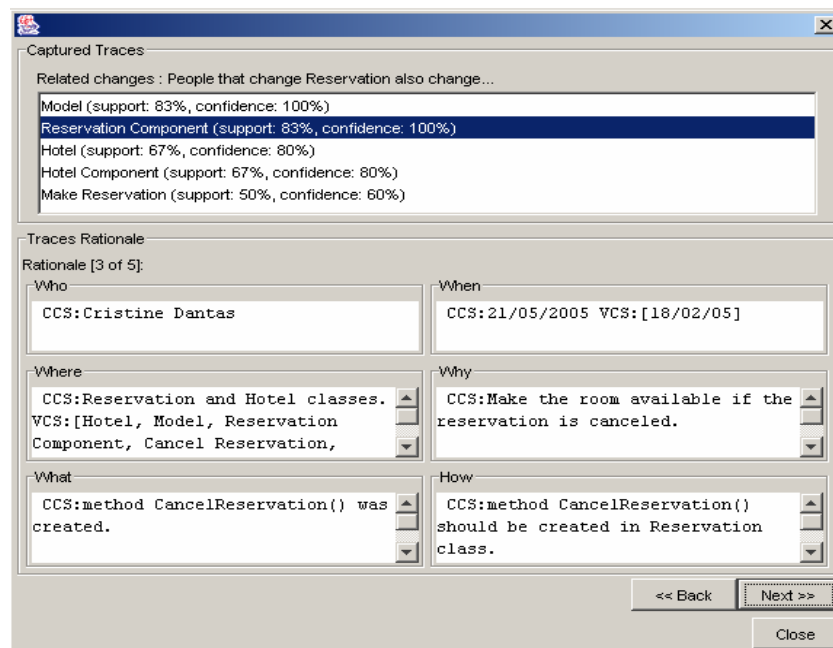 Captured Traces
Related changes : People that change Reservation also change...
Model (support: 83%, confidence: 100%)
Reservation Component (support: 83%, confidence: 100%)
Hotel (support: 67%, confidence: 80%)
Hotel Component (support: 67%, confidence: 80%)
Make Reservation (support: 50%, confidence: 60%)
Traces Rationale
Rationale [3 of 5]:
Who
CCS:Cristine Dantas
When
CCS:21/05/2005 VCS:[18/02/05]
Where
CCS:Reservation and Hotel classes.
VCS:[Hotel, Model, Reservation
Component, Cancel Reservation,
Why
CCS:Make the room available if the
reservation is canceled.
What
CCS:method CancelReservation() was
created.
How
CCS:method CancelReservation()
should be created in Reservation
class.
<< Back
Next >>
Close